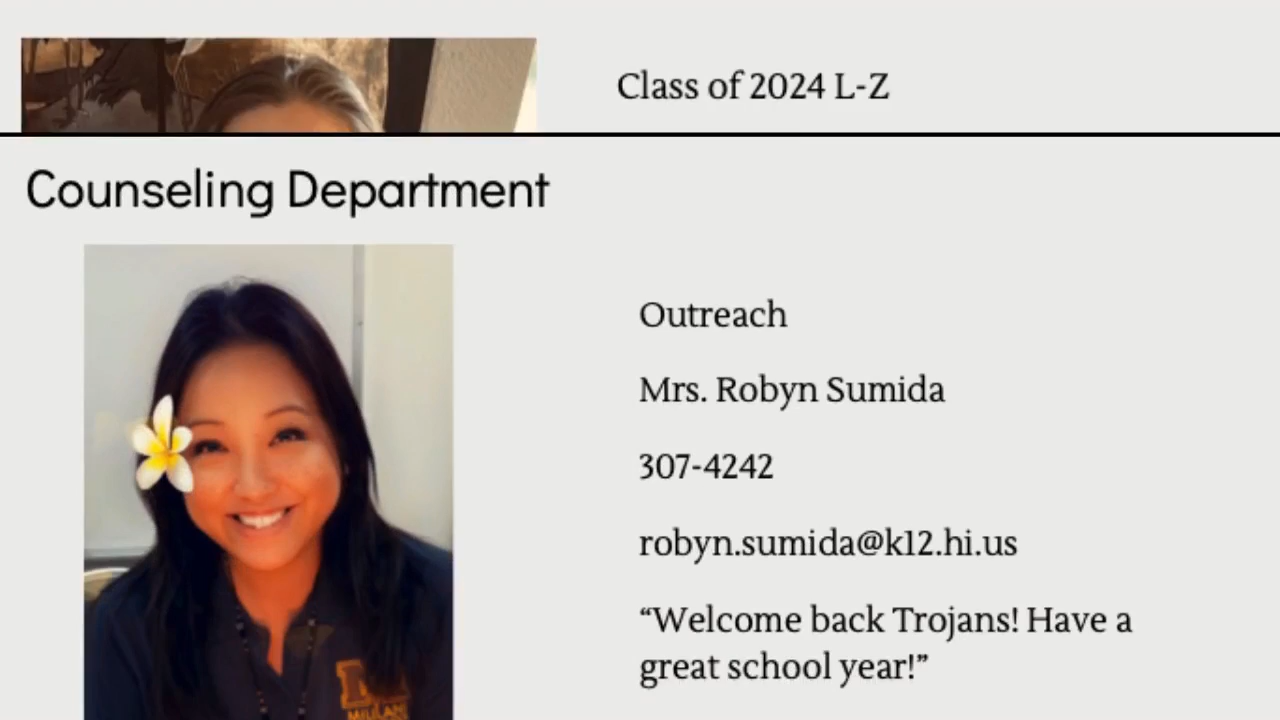 Class of 2024 L-Z
Counseling Department
Outreach
Mrs. Robyn Sumida
307-4242
robyn.sumida@k12.hi.us
“Welcome back Trojans! Have a
great school year!”
M
MILILANI